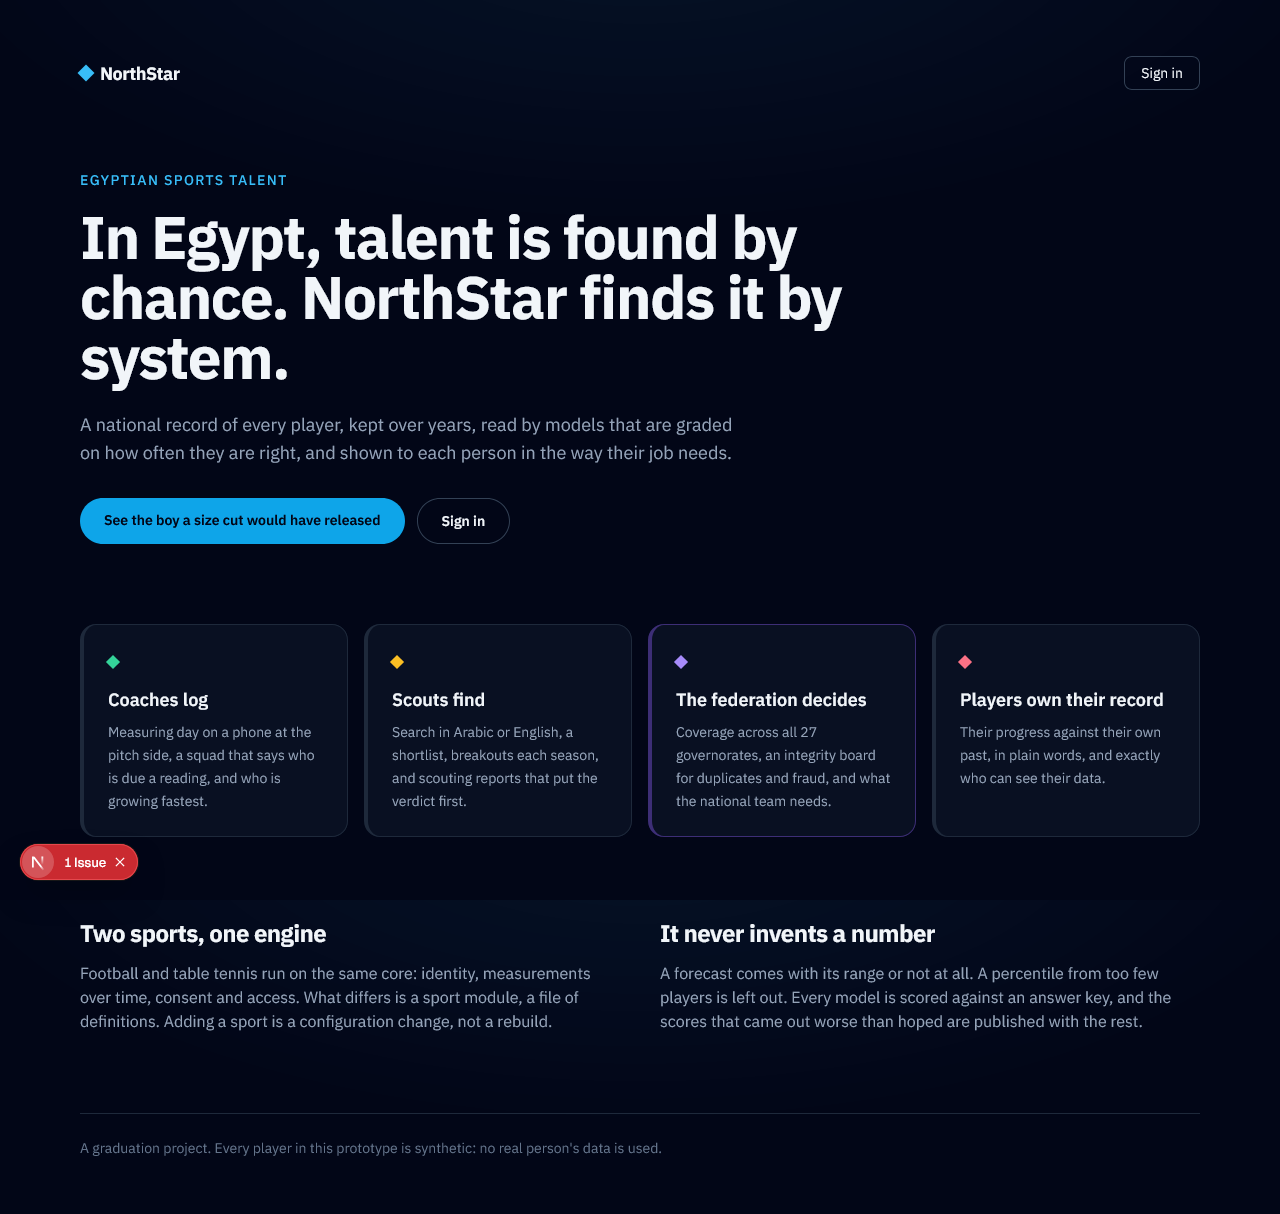 NorthStar
Sign in
EGYPTIAN SPORTS TALENT
In Egypt, talent is found by
chance. NorthStar finds it by
system.
A national record of every player, kept over years, read by models that are graded
on how often they are right, and shown to each person in the way their job needs.
See the boy a size cut would have released
Sign in
Coaches log
Measuring day on a phone at the
pitch side, a squad that says who
is due a reading, and who is
growing fastest.
Scouts find
Search in Arabic or English, a
shortlist, breakouts each season,
and scouting reports that put the
verdict first.
The federation decides
Coverage across all 27
governorates, an integrity board
for duplicates and fraud, and what
the national team needs.
Players own their record
Their progress against their own
past, in plain words, and exactly
who can see their data.
N 1 Issue
Two sports, one engine
Football and table tennis run on the same core: identity, measurements
over time, consent and access. What differs is a sport module, a file of
definitions. Adding a sport is a configuration change, not a rebuild.
It never invents a number
A forecast comes with its range or not at all. A percentile from too few
players is left out. Every model is scored against an answer key, and the
scores that came out worse than hoped are published with the rest.
A graduation project. Every player in this prototype is synthetic: no real person's data is used.